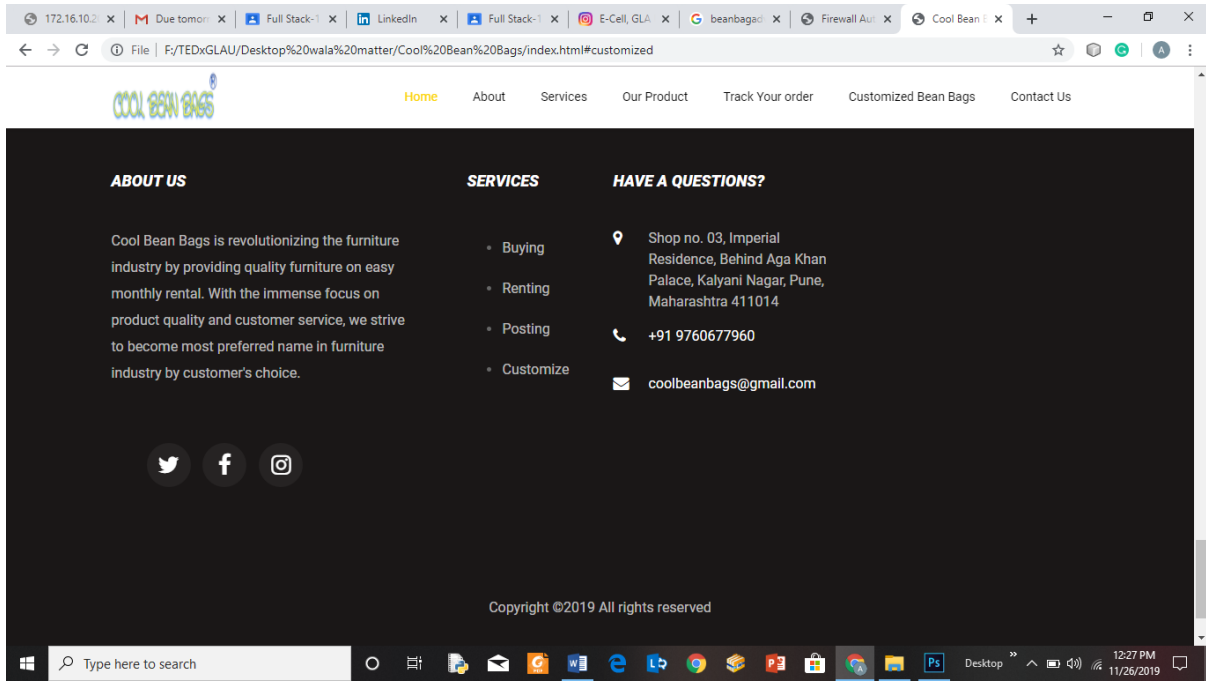 172.16.10.2
Due tomorr
Full Stack-1
LinkedIn
Full Stack-1
E-Cell, GLA
beanbagad
Firewall Aut
Cool Bean B
File | F:/TEDxGLAU/Desktop%20wala%20matter/Cool%20Bean%20Bags/index.html#customized
COOL BEAN BAGS®
Home About Services Our Product Track Your order Customized Bean Bags Contact Us
ABOUT US
Cool Bean Bags is revolutionizing the furniture
industry by providing quality furniture on easy
monthly rental. With the immense focus on
product quality and customer service, we strive
to become most preferred name in furniture
industry by customer's choice.
SERVICES
Buying
Renting
Posting
Customize
HAVE A QUESTIONS?
Shop no. 03, Imperial
Residence, Behind Aga Khan
Palace, Kalyani Nagar, Pune,
Maharashtra 411014
+91 9760677960
coolbeanbags@gmail.com
Copyright ©2019 All rights reserved
Type here to search
Desktop
12:27 PM
11/26/2019